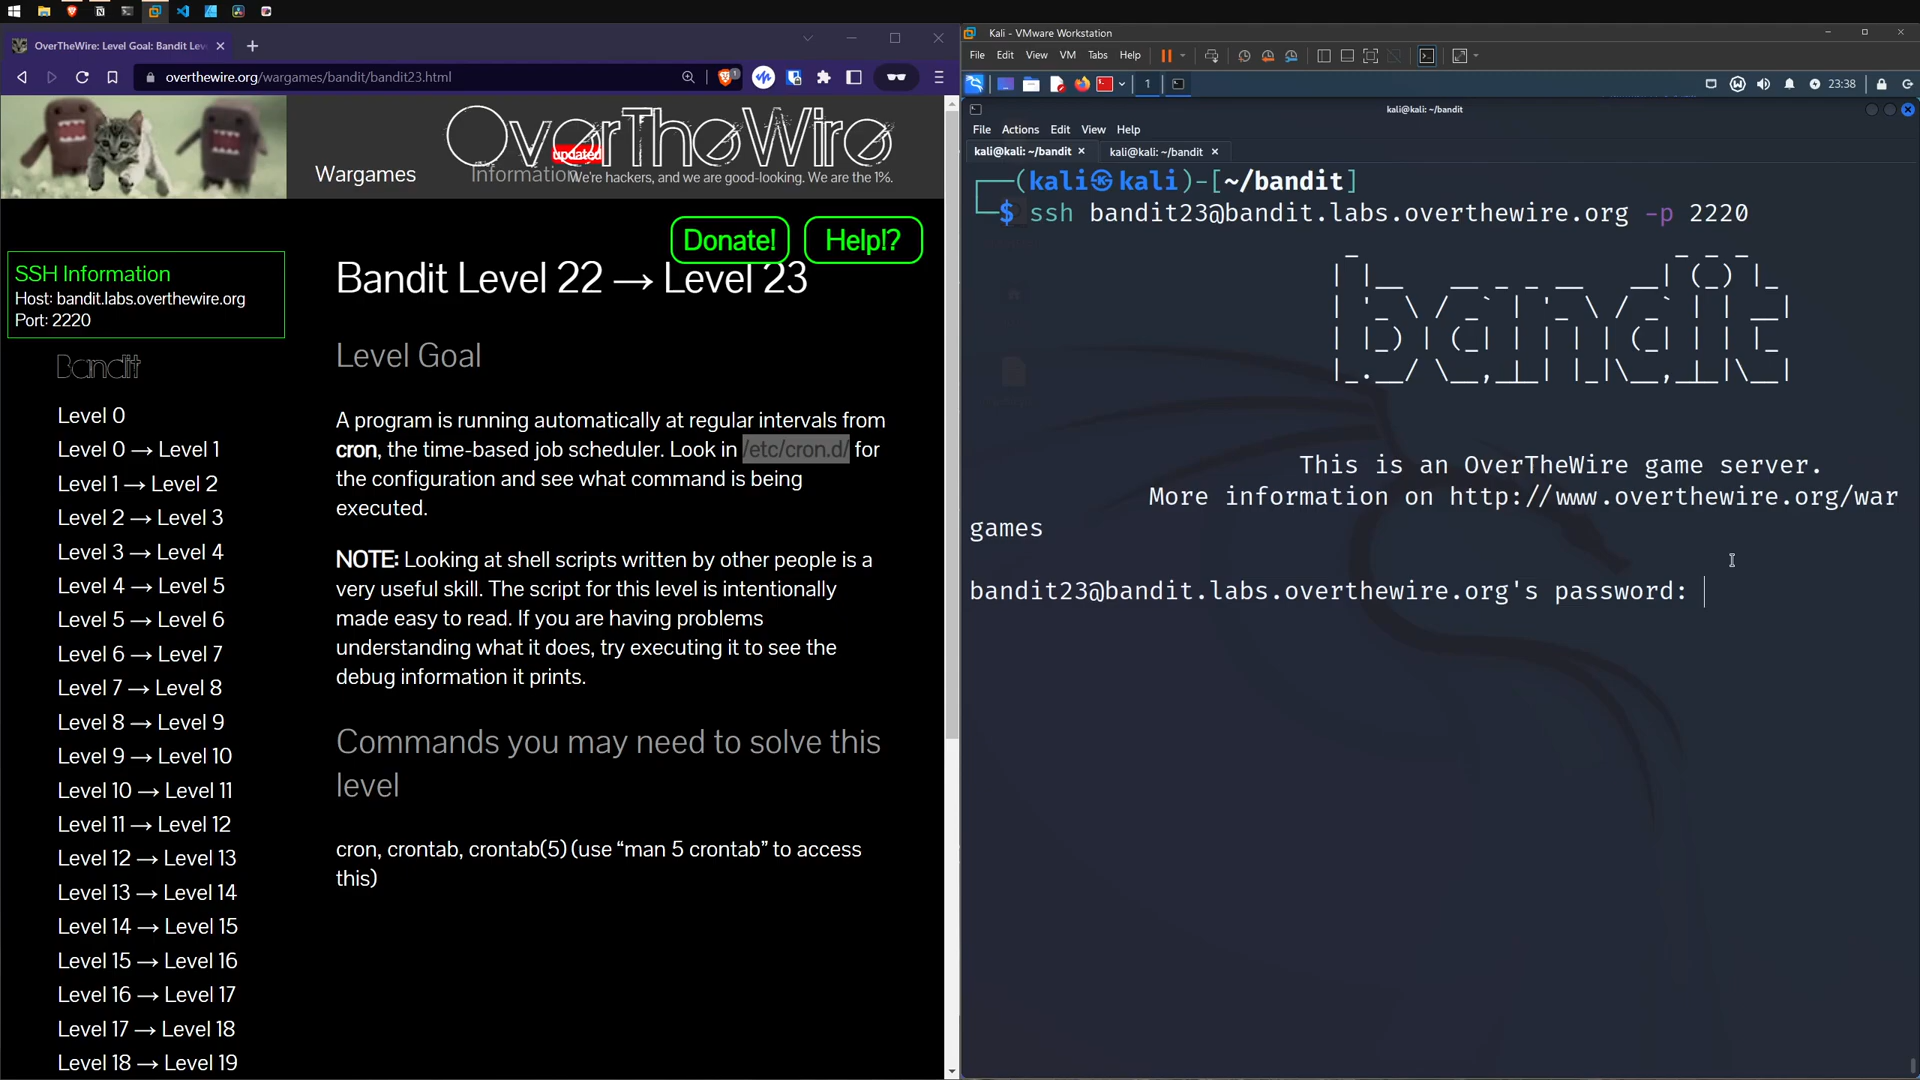 OverTheWire: Level Goal: Bandit Lev
overthewire.org/wargames/bandit/bandit23.html
1
OverTheWire
updated
Wargames
Information
We're hackers, and we are good-looking. We are the 1%.
Donate!
Help!?
SSH Information
Host: bandit.labs.overthewire.org
Port: 2220
Bandit
Level 0
Level 0 → Level 1
Level 1 → Level 2
Level 2 → Level 3
Level 3 → Level 4
Level 4 → Level 5
Level 5 → Level 6
Level 6 → Level 7
Level 7 → Level 8
Level 8 → Level 9
Level 9 → Level 10
Level 10 → Level 11
Level 11 → Level 12
Level 12 → Level 13
Level 13 → Level 14
Level 14 → Level 15
Level 15 → Level 16
Level 16 → Level 17
Level 17 → Level 18
Level 18 → Level 19
Bandit Level 22 → Level 23
Level Goal
A program is running automatically at regular intervals from
cron, the time-based job scheduler. Look in /etc/cron.d/ for
the configuration and see what command is being
executed.
NOTE: Looking at shell scripts written by other people is a
very useful skill. The script for this level is intentionally
made easy to read. If you are having problems
understanding what it does, try executing it to see the
debug information it prints.
Commands you may need to solve this
level
cron, crontab, crontab(5) (use “man 5 crontab” to access
this)
Kali - VMware Workstation
File Edit View VM Tabs Help
1
23:38
kali@kali: ~/bandit
File Actions Edit View Help
kali@kali: ~/bandit
kali@kali: ~/bandit
┌──(kali㉿kali)-[~/bandit]
└─$ ssh bandit23@bandit.labs.overthewire.org -p 2220
bandit
This is an OverTheWire game server.
More information on http://www.overthewire.org/war
games
bandit23@bandit.labs.overthewire.org's password: